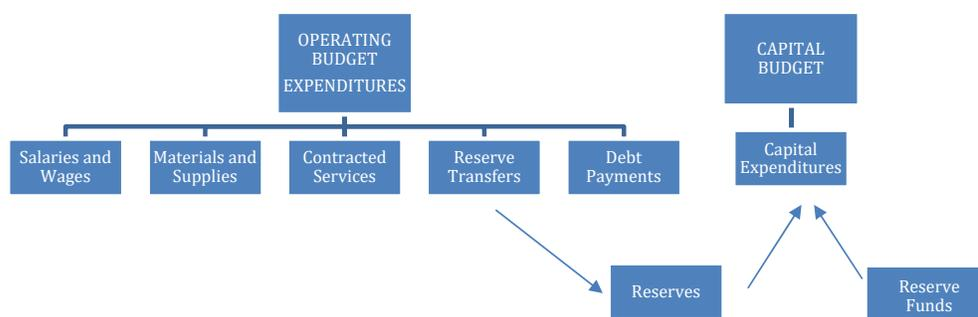 OPERATING
BUDGET
EXPENDITURES
CAPITAL
BUDGET
Salaries and
Wages
Materials and
Supplies
Contracted
Services
Reserve
Transfers
Debt
Payments
Capital
Expenditures
Reserves
Reserve
Funds